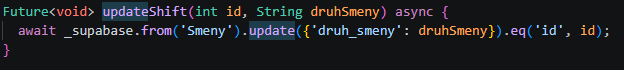 Future<void> updateShift(int id, String druhSmeny) async {
await _supabase.from('Smeny').update({'druh_smeny': druhSmeny}).eq('id', id);
}